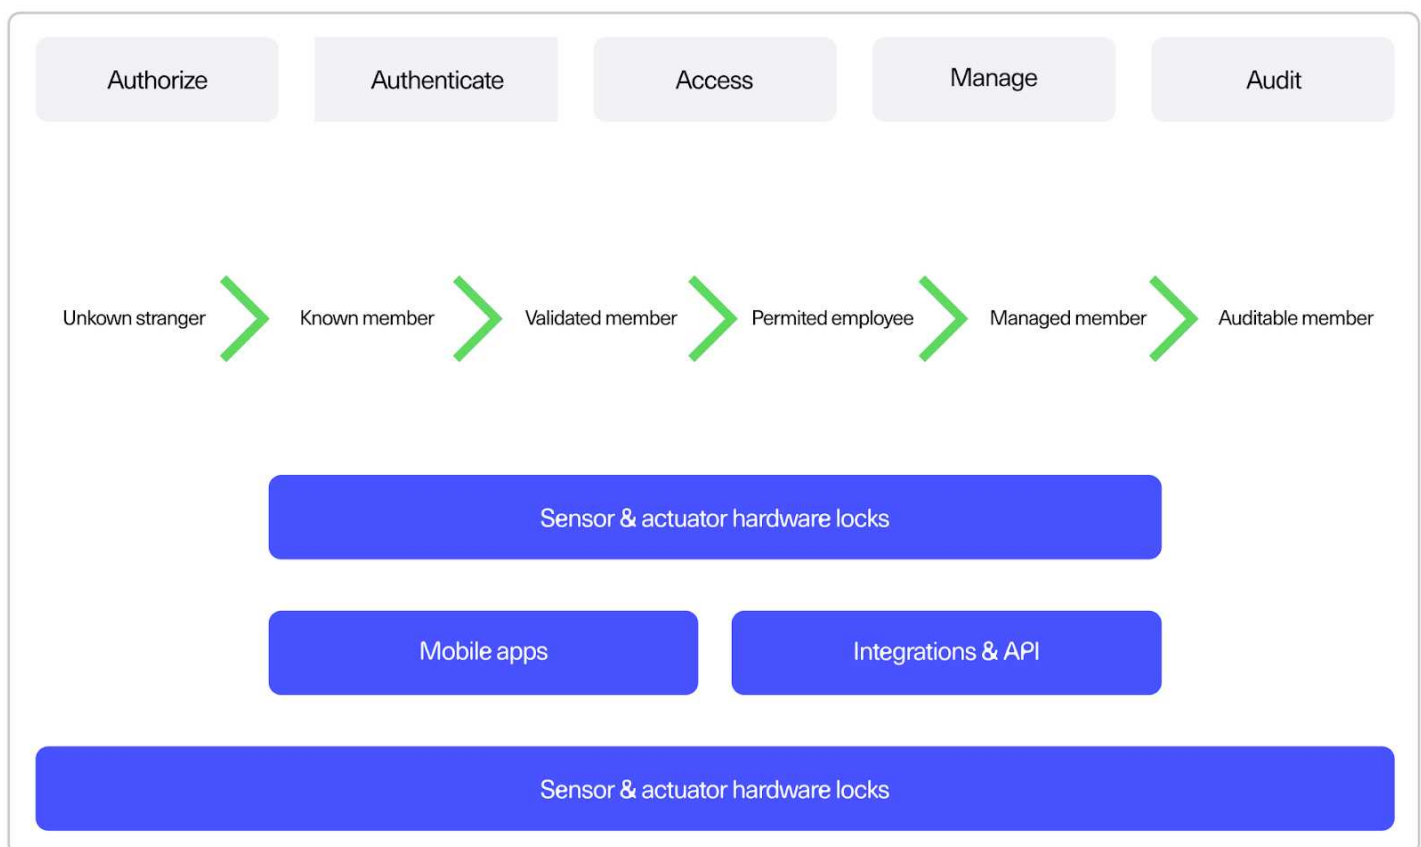 Authorize
Authenticate
Access
Manage
Audit
Unkown stranger
Known member
Validated member
Permited employee
Managed member
Auditable member
Sensor & actuator hardware locks
Mobile apps
Integrations & API
Sensor & actuator hardware locks